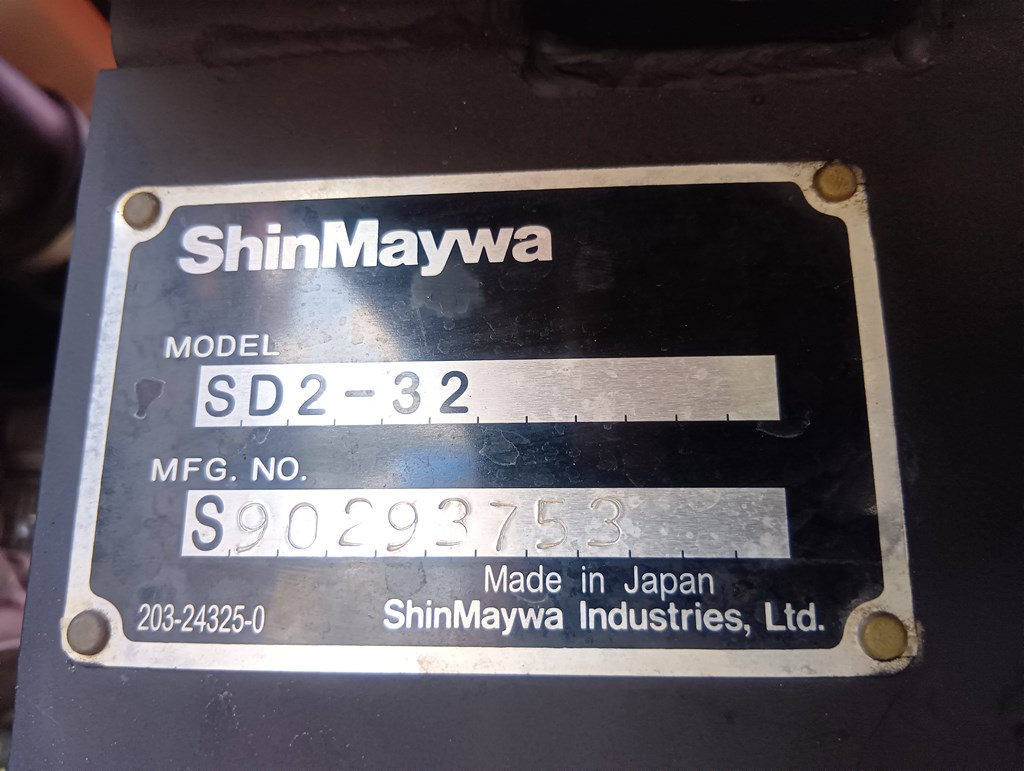 ShinMaywa
MODEL
SD2-32
MFG. NO.
S90293753
Made in Japan
203-24325-0
ShinMaywa Industries, Ltd.